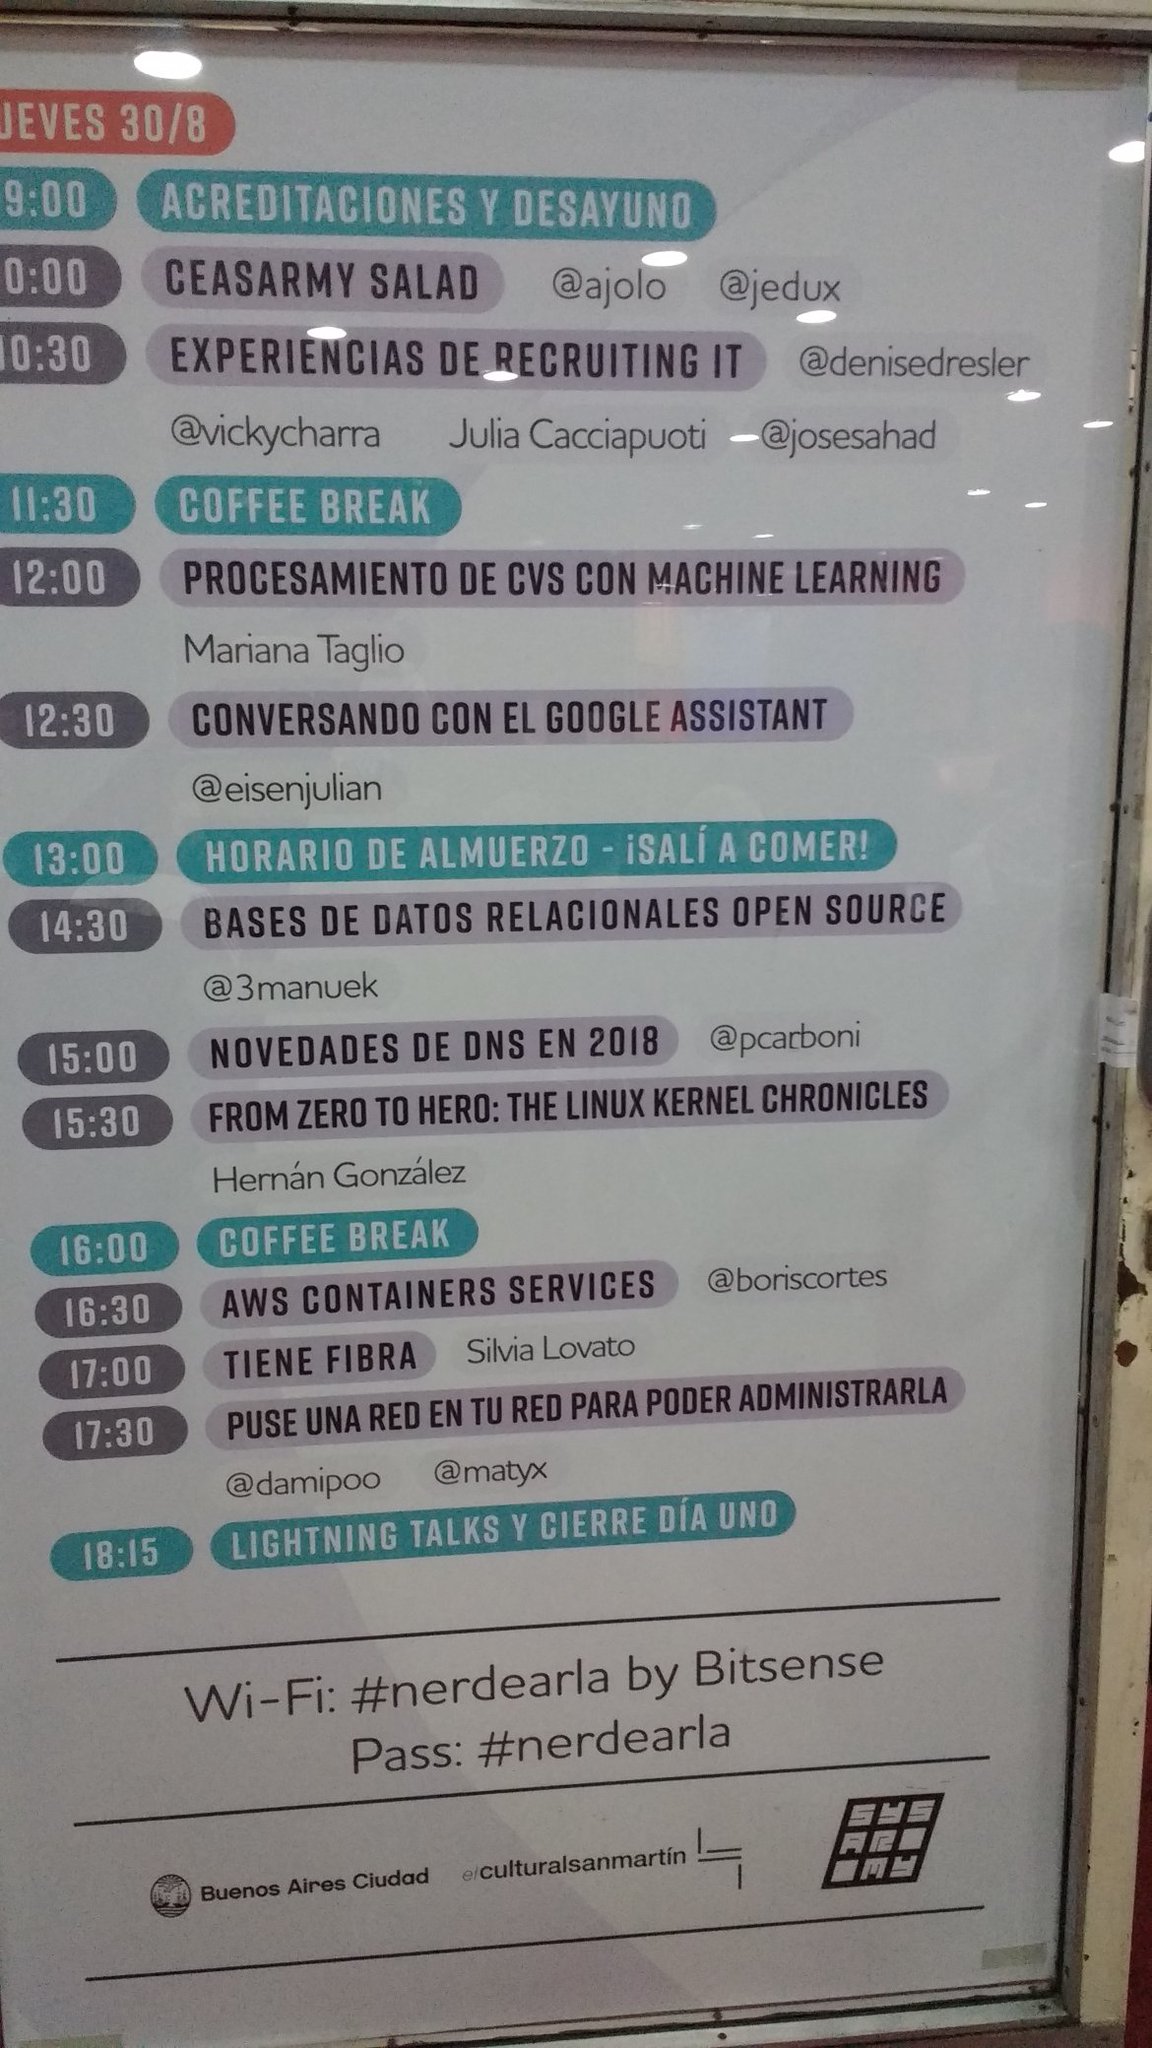 JUEVES 30/8
9:00 ACREDITACIONES Y DESAYUNO
0:00 CEASARMY SALAD @ajolo @jedux
10:30 EXPERIENCIAS DE RECRUITING IT @denisedresler
@vickycharra Julia Cacciapuoti @josesahad
11:30 COFFEE BREAK
12:00 PROCESAMIENTO DE CVS CON MACHINE LEARNING
Mariana Taglio
12:30 CONVERSANDO CON EL GOOGLE ASSISTANT
@eisenjulian
13:00 HORARIO DE ALMUERZO - ¡SALÍ A COMER!
14:30 BASES DE DATOS RELACIONALES OPEN SOURCE
@3manuek
15:00 NOVEDADES DE DNS EN 2018 @pcarboni
15:30 FROM ZERO TO HERO: THE LINUX KERNEL CHRONICLES
Hernán González
16:00 COFFEE BREAK
16:30 AWS CONTAINERS SERVICES @boriscortes
17:00 TIENE FIBRA Silvia Lovato
17:30 PUSE UNA RED EN TU RED PARA PODER ADMINISTRARLA
@damipoo @matyx
18:15 LIGHTNING TALKS Y CIERRE DÍA UNO
Wi-Fi: #nerdearla by Bitsense
Pass: #nerdearla
Buenos Aires Ciudad elculturalsanmartín SYSARMY